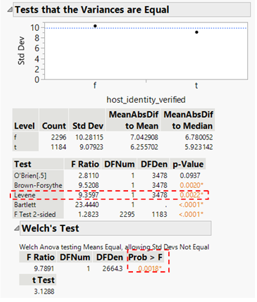 Tests that the Variances are Equal
10
8
6
4
2
0
Std Dev
f t
host_identity_verified
Level Count Std Dev MeanAbsDif to Mean MeanAbsDif to Median
f 2296 10.28115 7.042908 6.780052
t 1184 9.07923 6.255702 5.923142
Test F Ratio DFNum DFDen p-Value
O'Brien[.5] 2.8110 1 3478 0.0937
Brown-Forsythe 9.5208 1 3478 0.0020*
Levene 9.3597 1 3478
Bartlett 23.4440 1 . <.0001*
F Test 2-sided 1.2823 2295 1183 <.0001*
Welch's Test
Welch Anova testing Means Equal, allowing Std Devs Not Equal
F Ratio DFNum DFDen Prob > F
9.7891 1 2664.3 0.0018*
t Test
3.1288